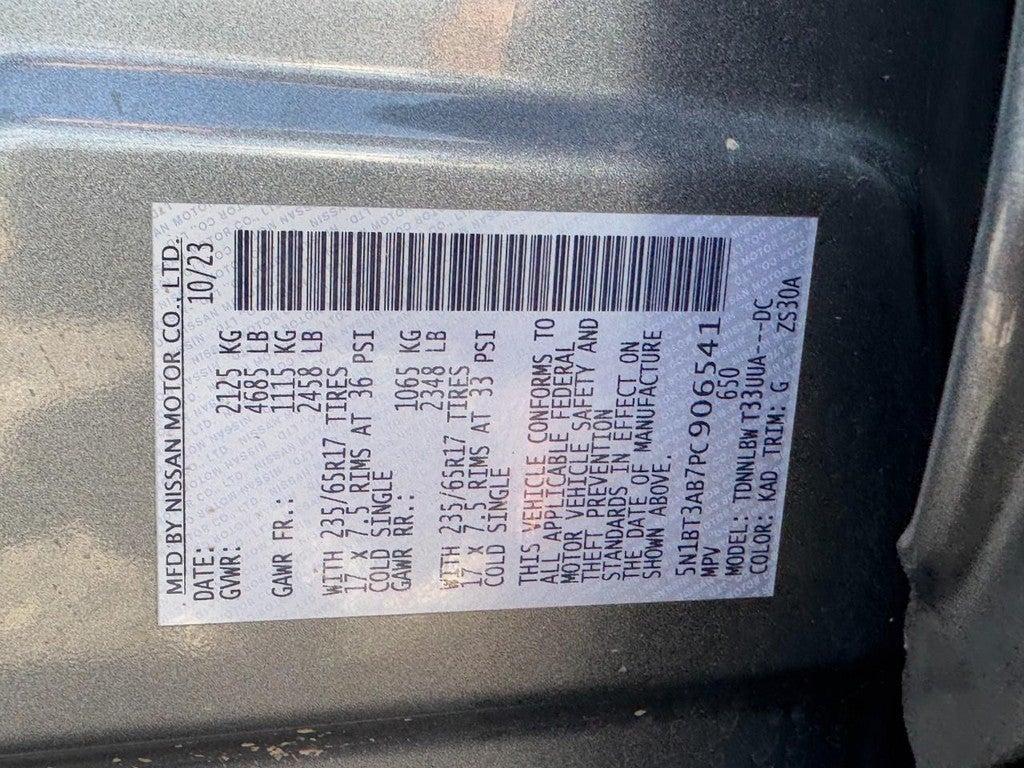 MFD BY NISSAN MOTOR CO., LTD.
DATE: 10/23
GVWR: 2125 KG
4685 LB
GAWR FR.: 1115 KG
2458 LB
WITH 235/65R17 TIRES
17 X 7.5 RIMS AT 36 PSI
COLD SINGLE
GAWR RR.: 1065 KG
2348 LB
WITH 235/65R17 TIRES
17 X 7.5 RIMS AT 33 PSI
COLD SINGLE
THIS VEHICLE CONFORMS TO
ALL APPLICABLE FEDERAL
MOTOR VEHICLE SAFETY AND
THEFT PREVENTION
STANDARDS IN EFFECT ON
THE DATE OF MANUFACTURE
SHOWN ABOVE.
5N1BT3AB7PC906541
MPV 650
MODEL: TDNNLBW T33UUA---DC
COLOR: KAD TRIM: G ZS30A